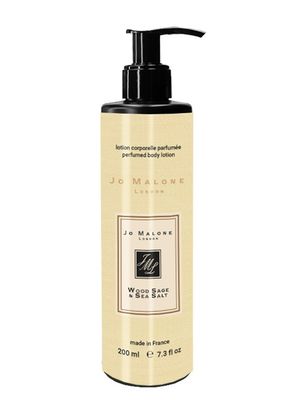 lotion corporelle parfumée
perfumed body lotion
JO MALONE
LONDON
JO MALONE
LONDON
WOOD SAGE
& SEA SALT
made in France
200 ml ℮ 7.3 fl oz